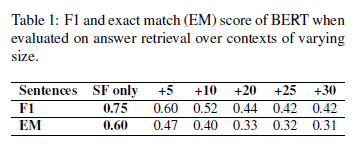 Table 1: F1 and exact match (EM) score of BERT when
evaluated on answer retrieval over contexts of varying
size.
Sentences SF only +5 +10 +20 +25 +30
F1 0.75 0.60 0.52 0.44 0.42 0.42
EM 0.60 0.47 0.40 0.33 0.32 0.31